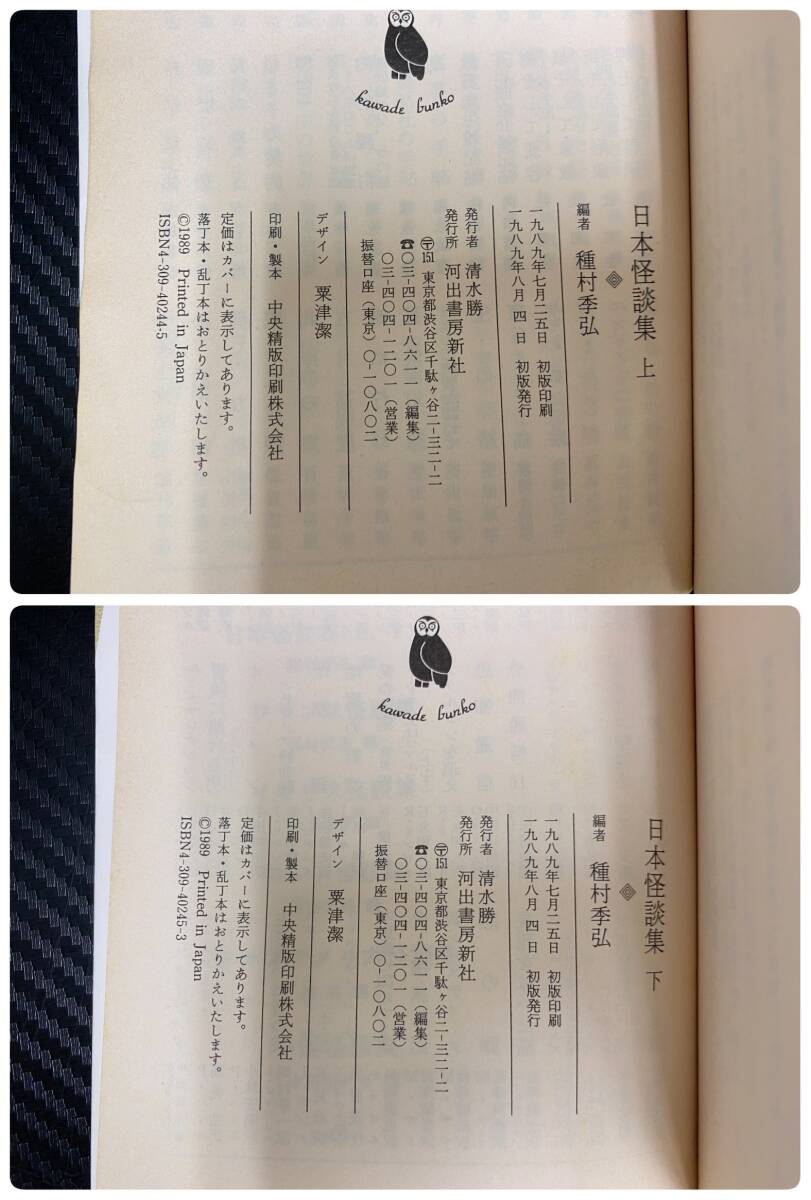 kawade bunko
日本怪談集 上
編者 種村季弘
一九八九年七月二五日 初版印刷
一九八九年八月 四 日 初版発行
発行者 清水勝
発行所 河出書房新社
〒151 東京都渋谷区千駄ヶ谷二-三二-二
☎〇三-四〇四-八六一一（編集）
〇三-四〇四-一二〇一（営業）
振替口座（東京）〇-一〇八〇二
デザイン 粟津潔
印刷・製本 中央精版印刷株式会社
定価はカバーに表示してあります。
落丁本・乱丁本はおとりかえいたします。
©1989 Printed in Japan
ISBN4-309-40244-5
kawade bunko
日本怪談集 下
編者 種村季弘
一九八九年七月二五日 初版印刷
一九八九年八月 四 日 初版発行
発行者 清水勝
発行所 河出書房新社
〒151 東京都渋谷区千駄ヶ谷二-三二-二
☎〇三-四〇四-八六一一（編集）
〇三-四〇四-一二〇一（営業）
振替口座（東京）〇-一〇八〇二
デザイン 粟津潔
印刷・製本 中央精版印刷株式会社
定価はカバーに表示してあります。
落丁本・乱丁本はおとりかえいたします。
©1989 Printed in Japan
ISBN4-309-40245-3